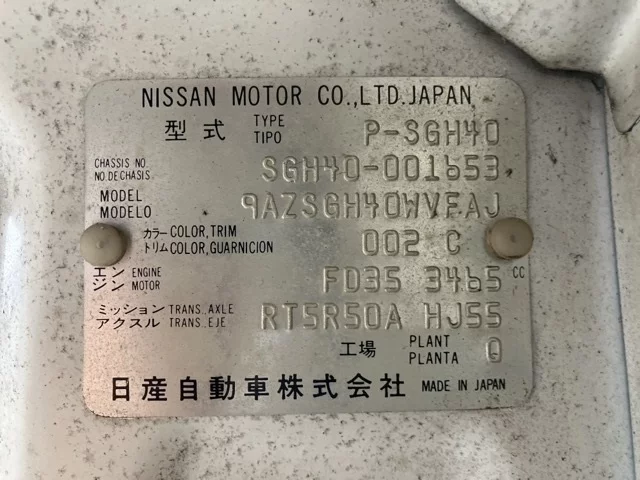 NISSAN MOTOR CO.,LTD.JAPAN
型式 TYPE TIPO P-SGH40
CHASSIS NO. NO.DE CHASIS SGH40-001653
MODEL MODELO 9AZSGH40WVFAJ
カラー COLOR,TRIM トリム COLOR,GUARNICION 002 C
エンジン ENGINE MOTOR FD35 3465 CC
ミッション TRANS.,AXLE アクスル TRANS.,EJE RT5R50A HJ55
工場 PLANT PLANTA Q
日産自動車株式会社 MADE IN JAPAN